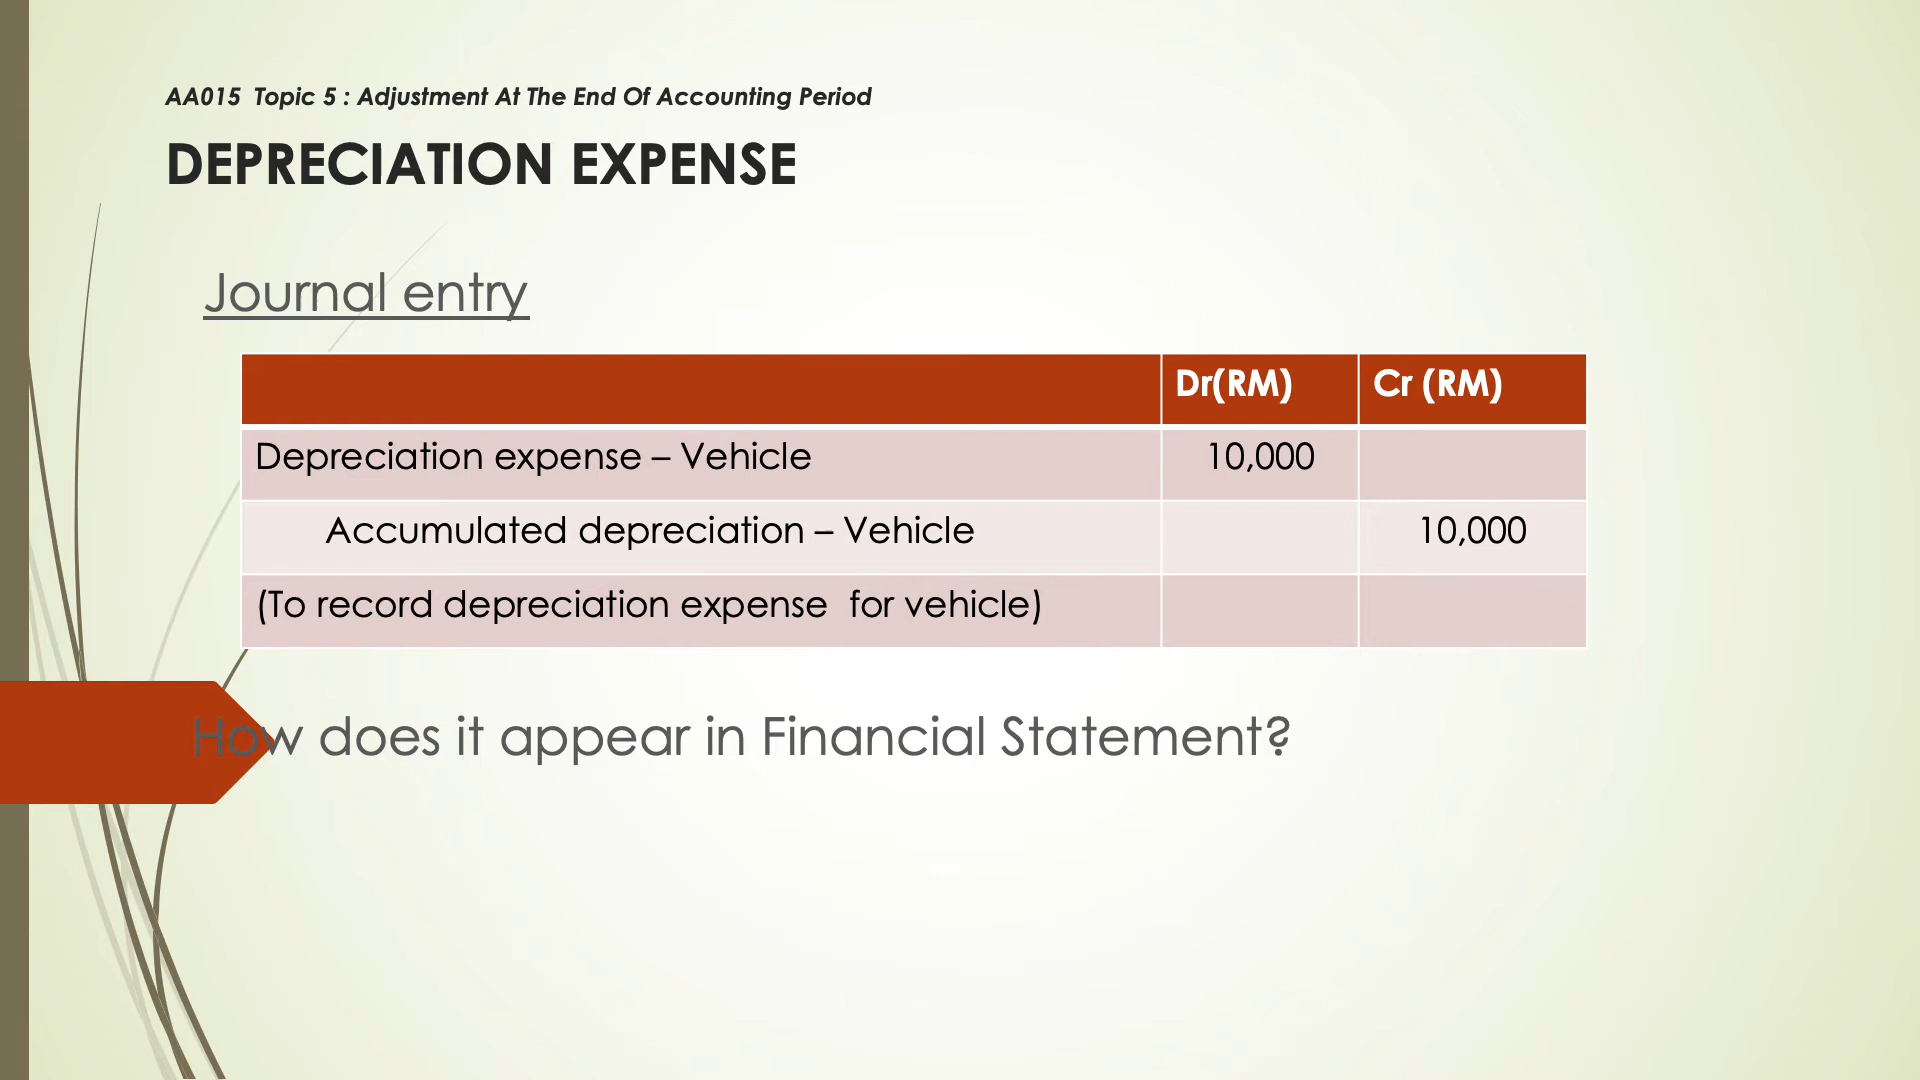 AA015  Topic 5 : Adjustment At The End Of Accounting Period
DEPRECIATION EXPENSE
Journal entry
Dr(RM) Cr (RM)
Depreciation expense – Vehicle 10,000
Accumulated depreciation – Vehicle 10,000
(To record depreciation expense  for vehicle)
How does it appear in Financial Statement?